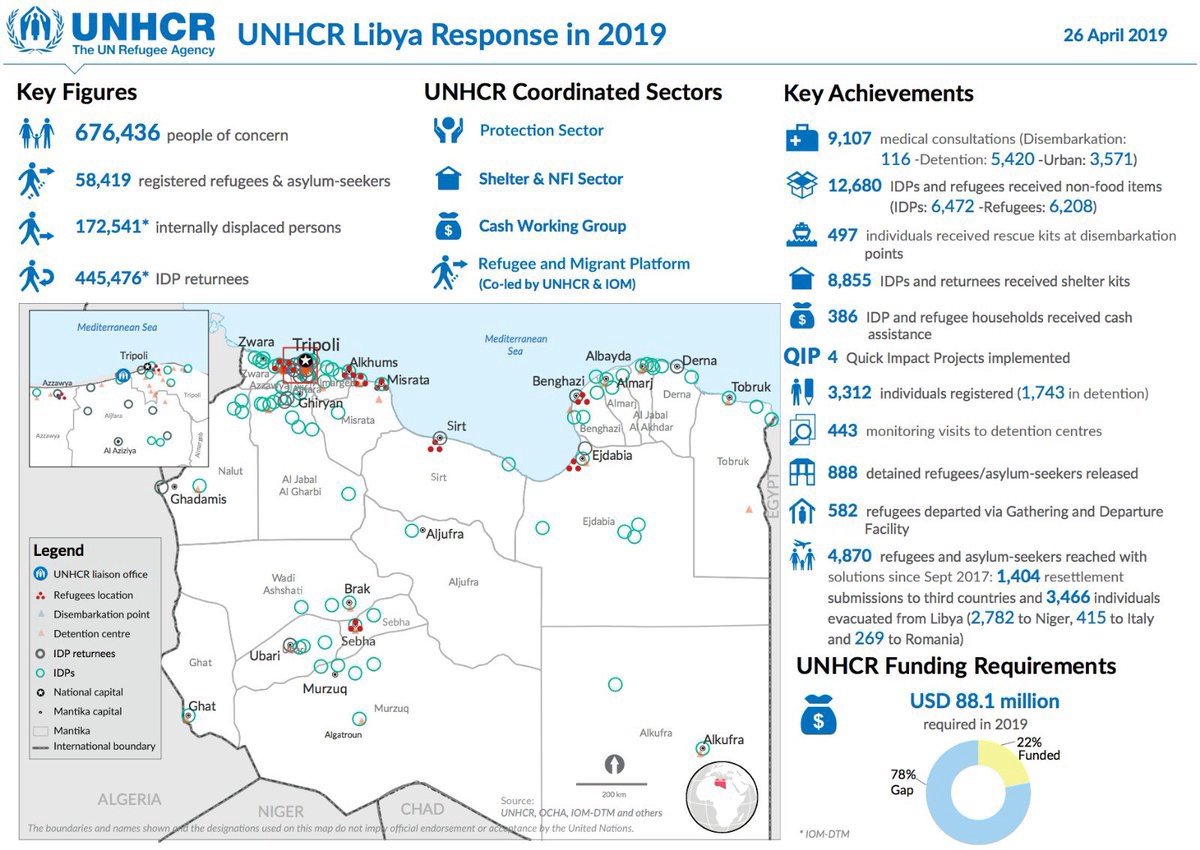 UNHCR
The UN Refugee Agency
UNHCR Libya Response in 2019
26 April 2019
Key Figures
676,436 people of concern
58,419 registered refugees & asylum-seekers
172,541* internally displaced persons
445,476* IDP returnees
UNHCR Coordinated Sectors
Protection Sector
Shelter & NFI Sector
Cash Working Group
Refugee and Migrant Platform
(Co-led by UNHCR & IOM)
Key Achievements
9,107 medical consultations (Disembarkation:
116 -Detention: 5,420 -Urban: 3,571)
12,680 IDPs and refugees received non-food items
(IDPs: 6,472 -Refugees: 6,208)
497 individuals received rescue kits at disembarkation
points
8,855 IDPs and returnees received shelter kits
386 IDP and refugee households received cash
assistance
QIP 4 Quick Impact Projects implemented
3,312 individuals registered (1,743 in detention)
443 monitoring visits to detention centres
888 detained refugees/asylum-seekers released
582 refugees departed via Gathering and Departure
Facility
4,870 refugees and asylum-seekers reached with
solutions since Sept 2017: 1,404 resettlement
submissions to third countries and 3,466 individuals
evacuated from Libya (2,782 to Niger, 415 to Italy
and 269 to Romania)
UNHCR Funding Requirements
USD 88.1 million
required in 2019
22%
Funded
78%
Gap
* IOM-DTM
Mediterranean Sea
Tripoli
Azzawya
Tripoli
Aljfara
Azzawya
Almargeb
Al Aziziya
Mediterranean
Sea
Zwara
Tripoli
Zwara
Alkhums
Misrata
Ghiryan
Misrata
Albayda
Derna
Benghazi
Almarj
Tobruk
Almarj
Derna
Al Jabal
Al Akhdar
Benghazi
Sirt
Ejdabia
Sirt
Tobruk
EGYPT
Nalut
Al Jabal
Al Gharbi
Ghadamis
Ejdabia
Aljufra
Wadi
Ashshati
Brak
Aljufra
Sebha
Sebha
Ubari
Ghat
Murzuq
Ghat
Murzuq
Algatroun
Alkufra
Alkufra
ALGERIA
NIGER
CHAD
200 km
Source:
UNHCR, OCHA, IOM-DTM and others
The boundaries and names shown and the designations used on this map do not imply official endorsement or acceptance by the United Nations.
Legend
UNHCR liaison office
Refugees location
Disembarkation point
Detention centre
IDP returnees
IDPs
National capital
Mantika capital
Mantika
International boundary